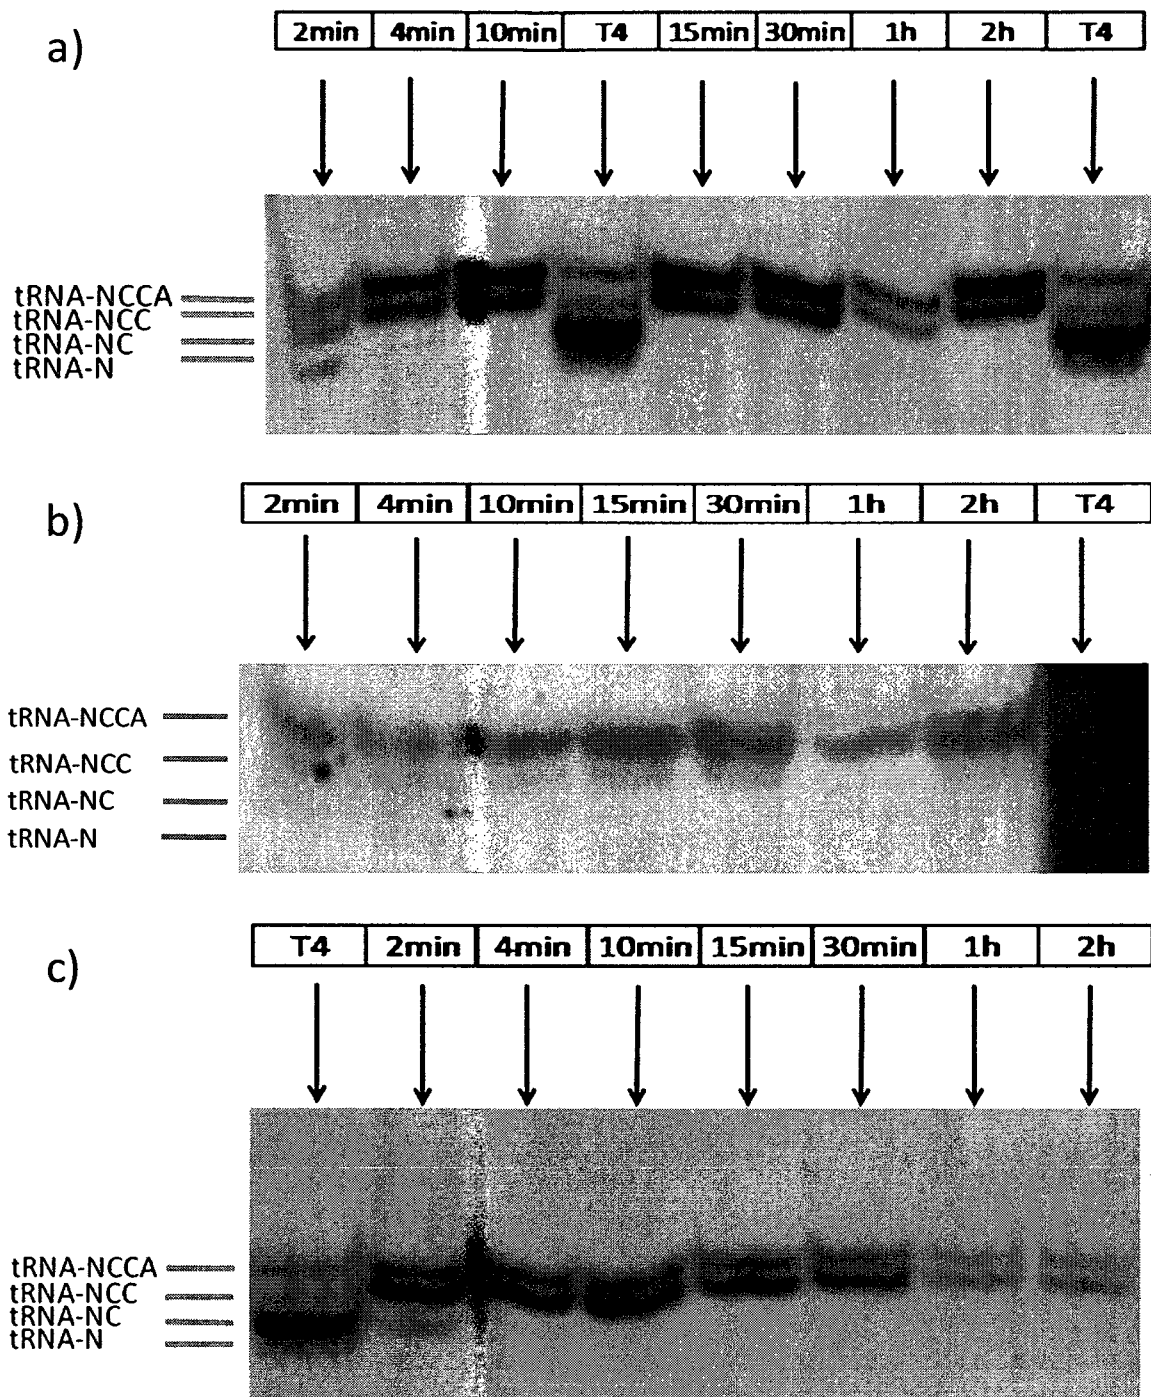 a)
2min 4min 10min T4 15min 30min 1h 2h T4
tRNA-NCCA
tRNA-NCC
tRNA-NC
tRNA-N
b)
2min 4min 10min 15min 30min 1h 2h T4
tRNA-NCCA
tRNA-NCC
tRNA-NC
tRNA-N
c)
T4 2min 4min 10min 15min 30min 1h 2h
tRNA-NCCA
tRNA-NCC
tRNA-NC
tRNA-N